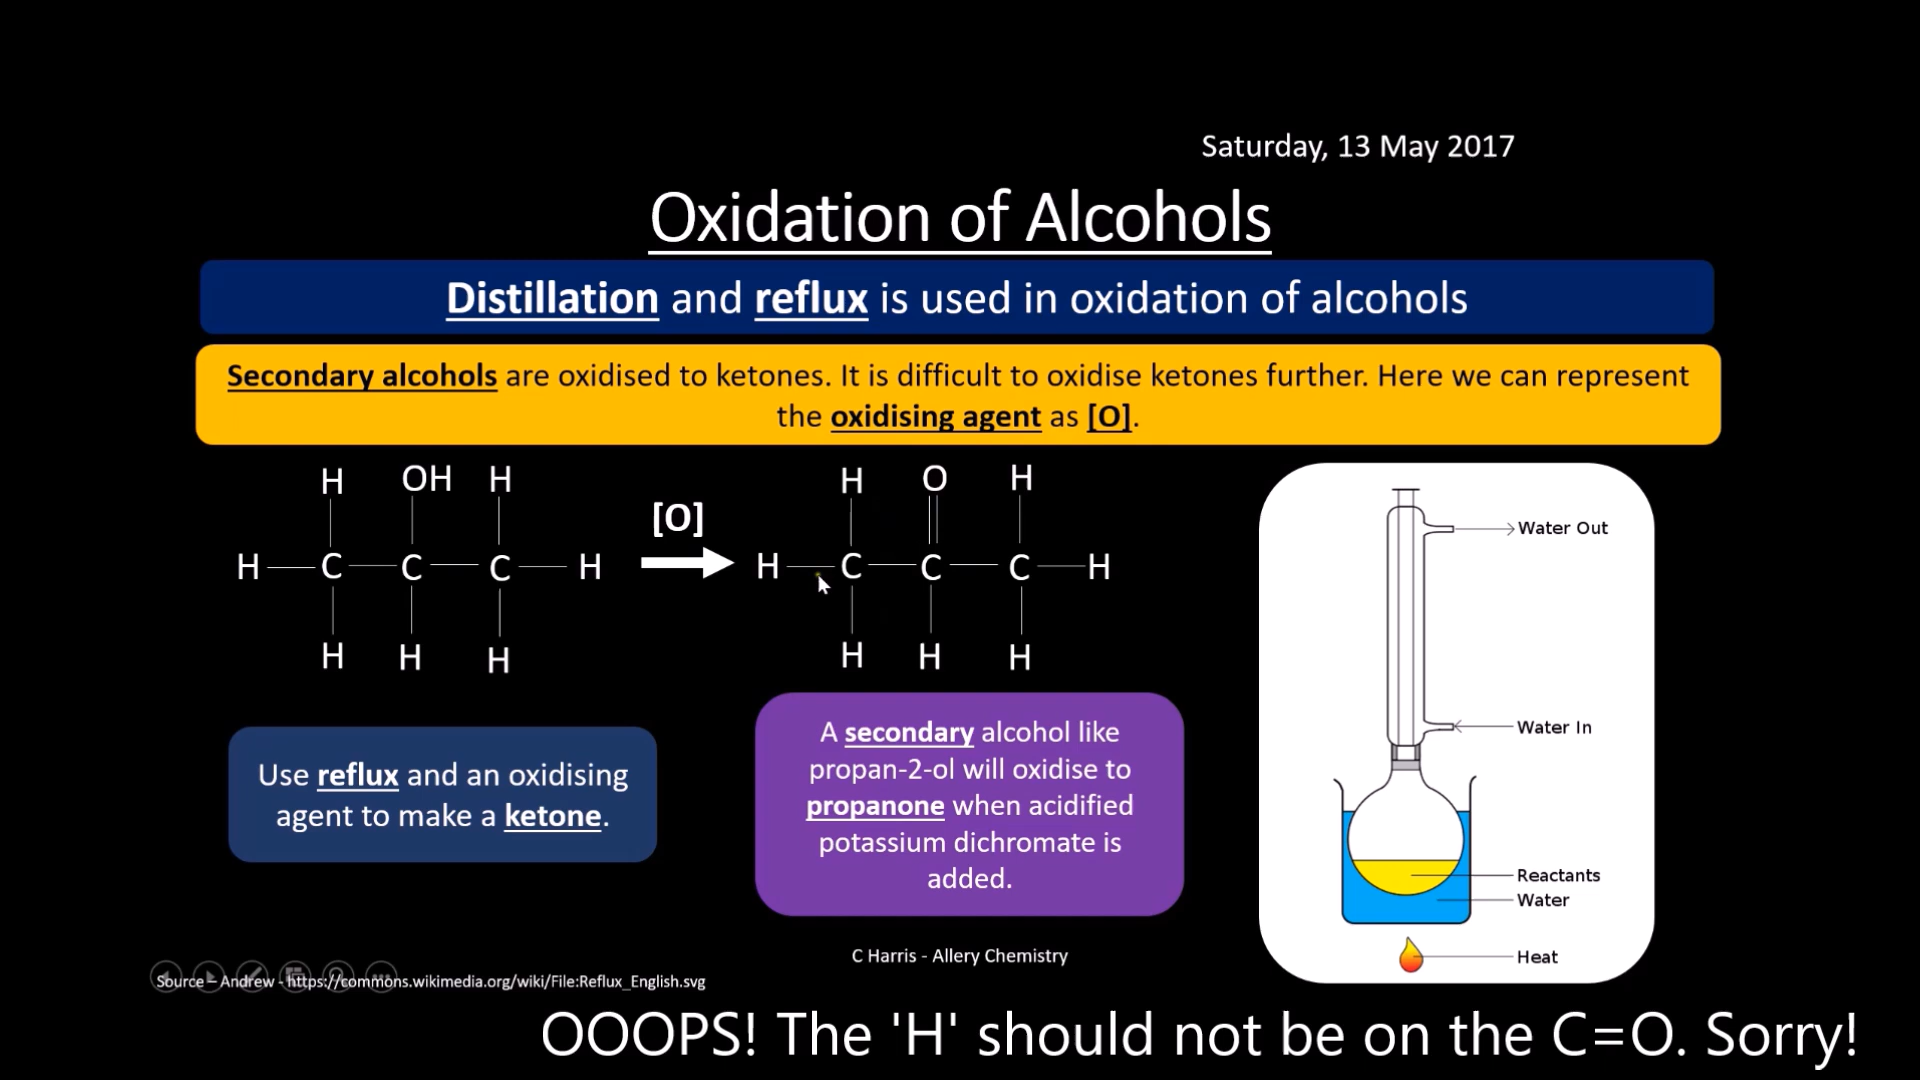 Saturday, 13 May 2017
Oxidation of Alcohols
Distillation and reflux is used in oxidation of alcohols
Secondary alcohols are oxidised to ketones. It is difficult to oxidise ketones further. Here we can represent
the oxidising agent as [O].
H OH H
H C C C H
H H H
[O]
H O H
H C C C H
H H H
Water Out
Water In
Reactants
Water
Heat
Use reflux and an oxidising
agent to make a ketone.
A secondary alcohol like
propan-2-ol will oxidise to
propanone when acidified
potassium dichromate is
added.
C Harris - Allery Chemistry
Source – Andrew - https://commons.wikimedia.org/wiki/File:Reflux_English.svg
OOOPS! The 'H' should not be on the C=O. Sorry!